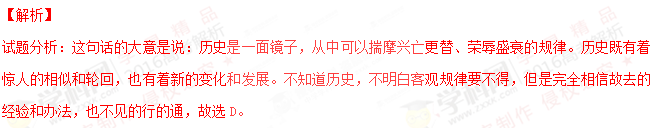 【解析】
试题分析：这句话的大意是说：历史是一面镜子，从中可以揣摩兴亡更替、荣辱盛衰的规律。历史既有着
惊人的相似和轮回，也有着新的变化和发展。不知道历史，不明白客观规律要不得，但是完全相信故去的
经验和办法，也不见的行的通，故选 D。